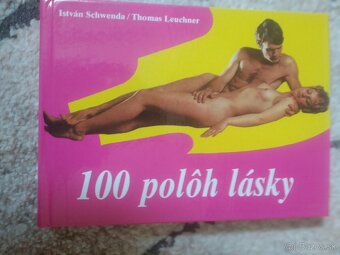 István Schwenda / Thomas Leuchner
100 polôh lásky